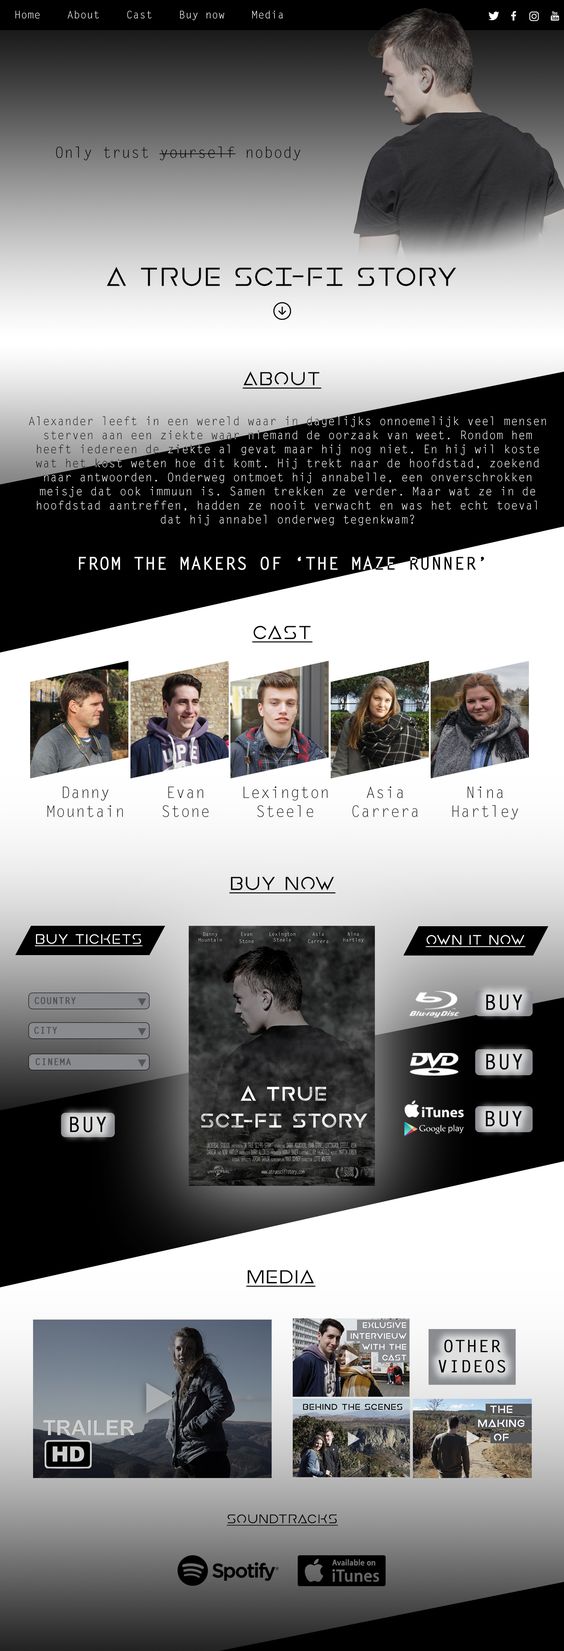 Home About Cast Buy now Media
Only trust yourself nobody
A TRUE SCI-FI STORY
ABOUT
Alexander leeft in een wereld waar in dagelijks onnoemelijk veel mensen
sterven aan een ziekte waar niemand de oorzaak van weet. Rondom hem
heeft iedereen de ziekte al gevat maar hij nog niet. En hij wil koste
wat het kost weten hoe dit komt. Hij trekt naar de hoofdstad, zoekend
naar antwoorden. Onderweg ontmoet hij annabelle, een onverschrokken
meisje dat ook immuun is. Samen trekken ze verder. Maar wat ze in de
hoofdstad aantreffen, hadden ze nooit verwacht en was het echt toeval
dat hij annabel onderweg tegenkwam?
FROM THE MAKERS OF ‘THE MAZE RUNNER’
CAST
Danny Mountain
Evan Stone
Lexington Steele
Asia Carrera
Nina Hartley
BUY NOW
BUY TICKETS
COUNTRY
CITY
CINEMA
BUY
Danny Mountain
Evan Stone
Lexington Steele
Asia Carrera
Nina Hartley
A TRUE
SCI-FI STORY
www.atruescifistory.com
OWN IT NOW
Blu-ray Disc BUY
DVD BUY
iTunes
Google play
BUY
MEDIA
TRAILER
HD
EXLUSIVE
INTERVIEUW
WITH THE
CAST
OTHER
VIDEOS
BEHIND THE SCENES
THE
MAKING
OF
SOUNDTRACKS
Spotify
Available on
iTunes